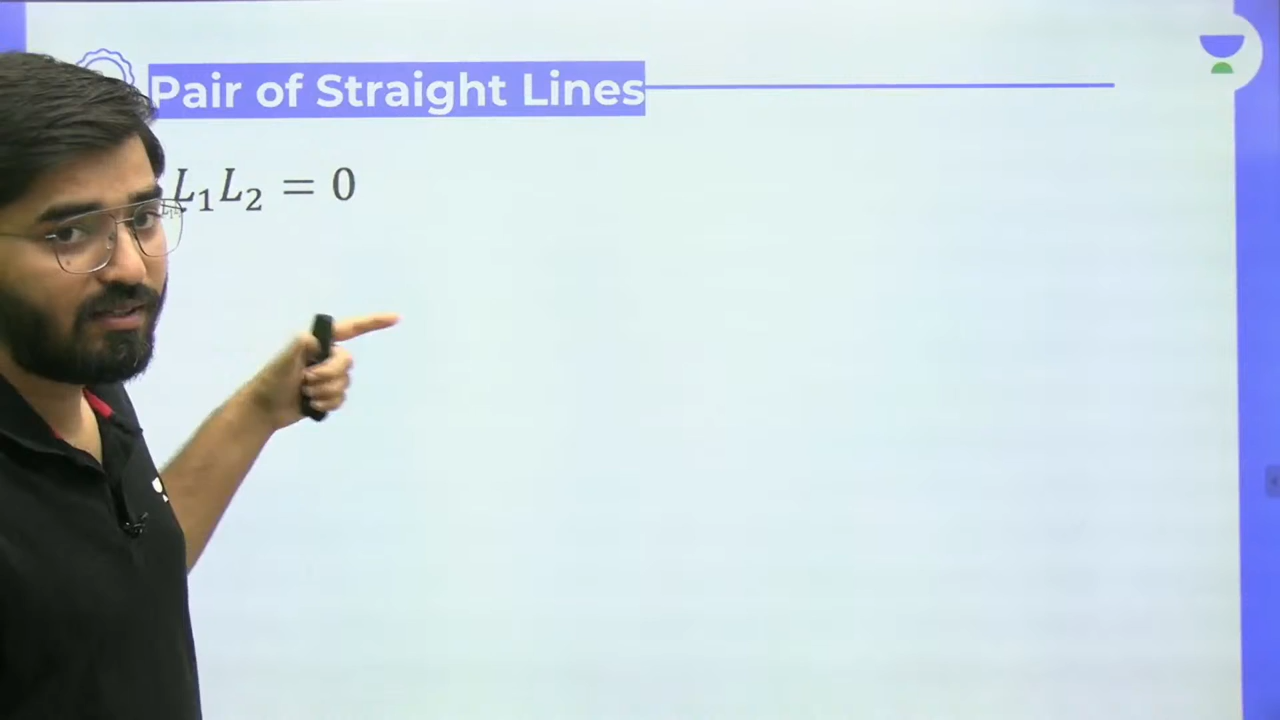 Pair of Straight Lines
L₁L₂ = 0